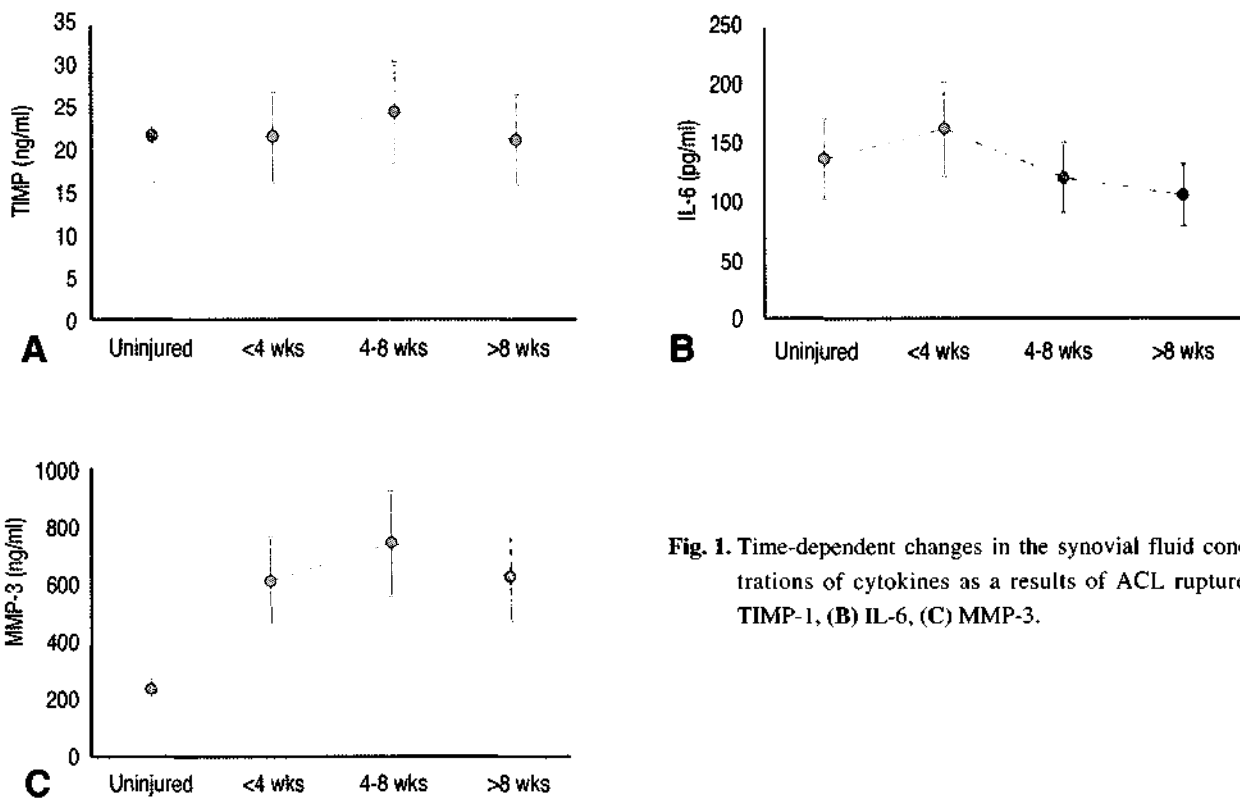 35
30
25
20
15
10
5
0
TIMP (ng/ml)
A
Uninjured <4 wks 4-8 wks >8 wks
250
200
150
100
50
0
IL-6 (pg/ml)
B
Uninjured <4 wks 4-8 wks >8 wks
1000
800
600
400
200
0
MMP-3 (ng/ml)
C
Uninjured <4 wks 4-8 wks >8 wks
Fig. 1. Time-dependent changes in the synovial fluid con
trations of cytokines as a results of ACL rupture
TIMP-1, (B) IL-6, (C) MMP-3.